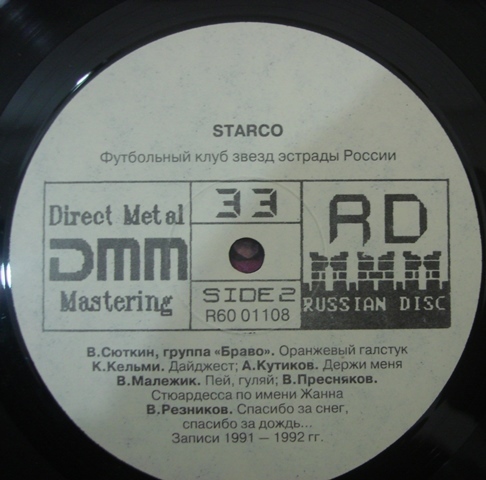 STARCO
Футбольный клуб звезд эстрады России
Direct Metal
DMM
Mastering
33
SIDE 2
R60 01108
RD
RUSSIAN DISC
В.Сюткин, группа «Браво». Оранжевый галстук
К.Кельми. Дайджест; А.Кутиков. Держи меня
В.Малежик. Пей, гуляй; В.Пресняков.
Стюардесса по имени Жанна
В.Резников. Спасибо за снег,
спасибо за дождь...
Записи 1991 — 1992 гг.